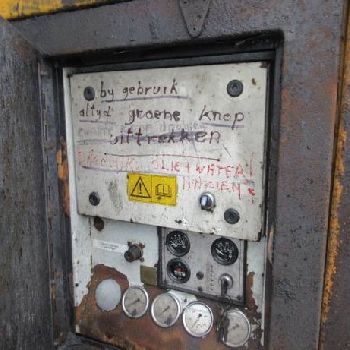 by gebruik
altyd groene knop
uittrekken
OLIE + WATER!